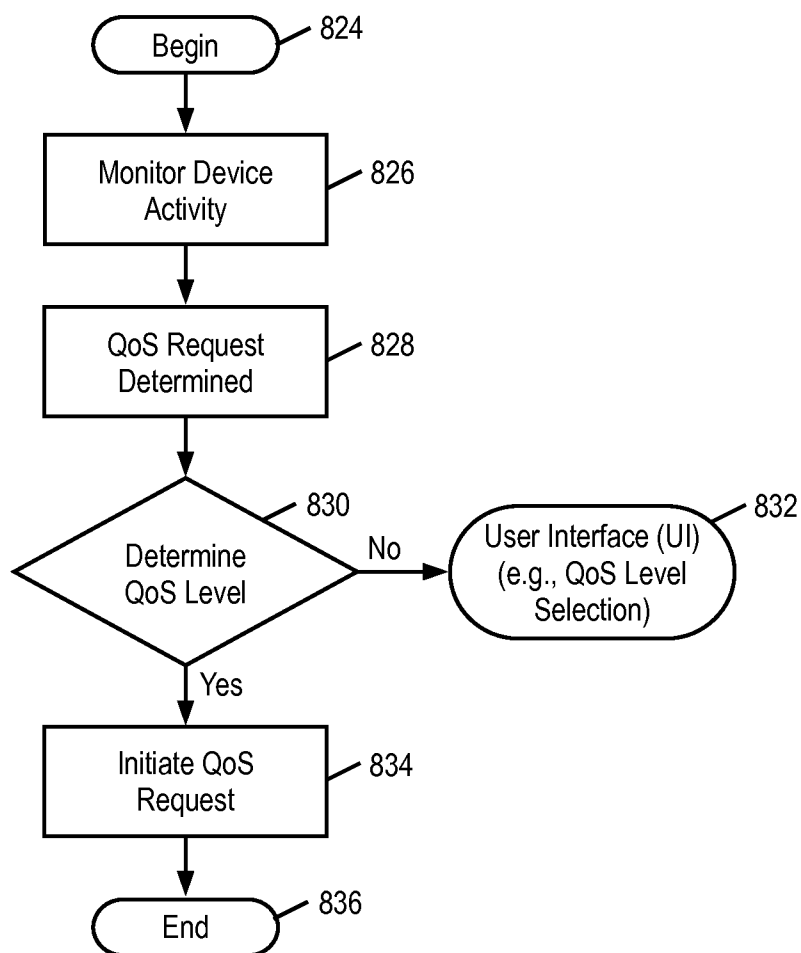 Begin
824
Monitor Device
Activity
826
QoS Request
Determined
828
830
Determine
QoS Level
No
832
User Interface (UI)
(e.g., QoS Level
Selection)
Yes
Initiate QoS
Request
834
End
836